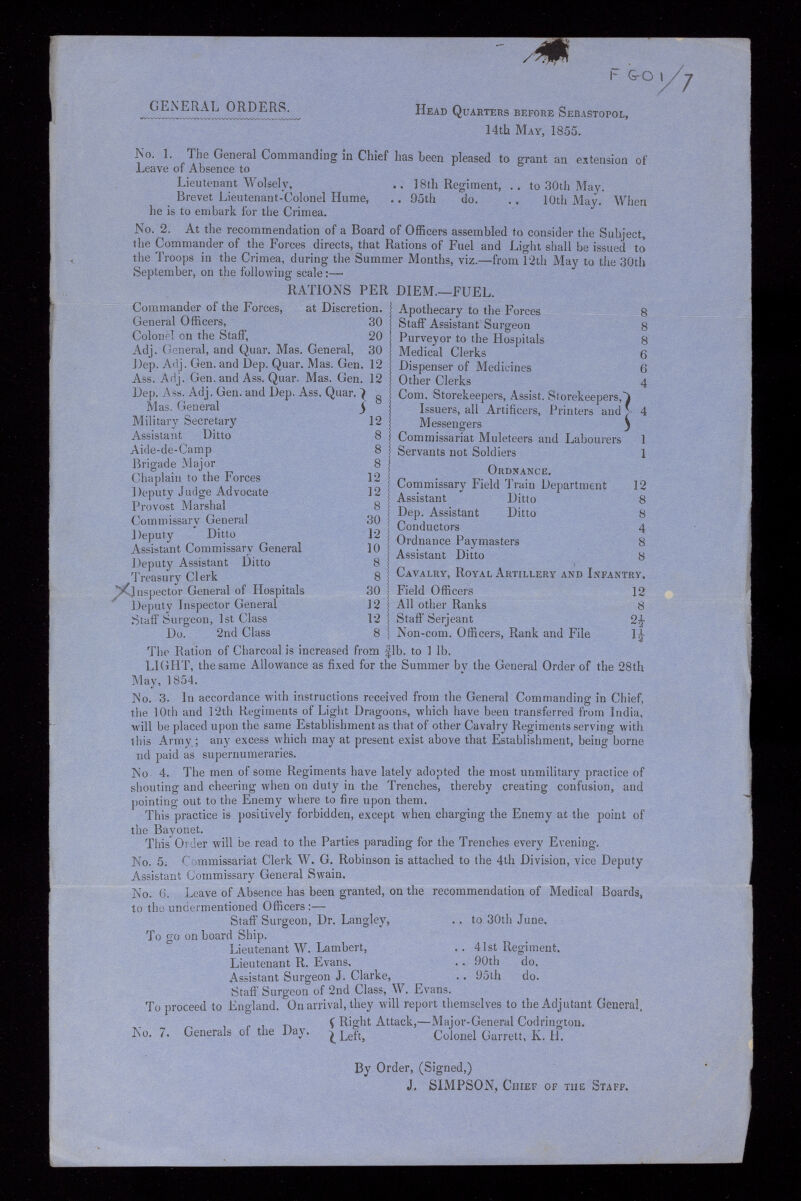 F GO1/7
GENERAL ORDERS.
HEAD QUARTERS BEFORE SEBASTOPOL,
14th MAY, 1855.
No. 1. The General Commanding in Chief has been pleased to grant an extension of
Leave of Absence to
Lieutenant Wolsely, .. 18th Regiment, .. to 30th May.
Brevet Lieutenant-Colonel Hume, .. 95th do. .. 10th May. When
he is to embark for the Crimea.
No. 2. At the recommendation of a Board of Officers assembled to consider the Subject,
the Commander of the Forces directs, that Rations of Fuel and Light shall be issued to
the Troops in the Crimea, during the Summer Months, viz.—from 12th May to the 30th
September, on the following scale:—
RATIONS PER DIEM.—FUEL.
Commander of the Forces, at Discretion.
General Officers, 30
Colonel on the Staff, 20
Adj. General, and Quar. Mas. General, 30
Dep. Adj. Gen. and Dep. Quar. Mas. Gen. 12
Ass. Adj. Gen. and Ass. Quar. Mas. Gen. 12
Dep. Ass. Adj. Gen. and Dep. Ass. Quar. } 8
Mas. General
Military Secretary 12
Assistant Ditto 8
Aide-de-Camp 8
Brigade Major 8
Chaplain to the Forces 12
Deputy Judge Advocate 12
Provost Marshal 8
Commissary General 30
Deputy Ditto 12
Assistant Commissary General 10
Deputy Assistant Ditto 8
Treasury Clerk 8
Inspector General of Hospitals 30
Deputy Inspector General 12
Staff Surgeon, 1st Class 12
Do. 2nd Class 8
Apothecary to the Forces 8
Staff Assistant Surgeon 8
Purveyor to the Hospitals 8
Medical Clerks 6
Dispenser of Medicines 6
Other Clerks 4
Com. Storekeepers, Assist. Storekeepers,
Issuers, all Artificers, Printers and } 4
Messengers
Commissariat Muleteers and Labourers 1
Servants not Soldiers 1
ORDNANCE.
Commissary Field Train Department 12
Assistant Ditto 8
Dep. Assistant Ditto 8
Conductors 4
Ordnance Paymasters 8
Assistant Ditto 8
CAVALRY, ROYAL ARTILLERY AND INFANTRY.
Field Officers 12
All other Ranks 8
Staff Serjeant 2½
Non-com. Officers, Rank and File 1½
The Ration of Charcoal is increased from ¾lb. to 1 lb.
LIGHT, the same Allowance as fixed for the Summer by the General Order of the 28th
May, 1854.
No. 3. In accordance with instructions received from the General Commanding in Chief,
the 10th and 12th Regiments of Light Dragoons, which have been transferred from India,
will be placed upon the same Establishment as that of other Cavalry Regiments serving with
this Army; any excess which may at present exist above that Establishment, being borne
nd paid as supernumeraries.
No 4. The men of some Regiments have lately adopted the most unmilitary practice of
shouting and cheering when on duty in the Trenches, thereby creating confusion, and
pointing out to the Enemy where to fire upon them.
This practice is positively forbidden, except when charging the Enemy at the point of
the Bayonet.
This Order will be read to the Parties parading for the Trenches every Evening.
No. 5. Commissariat Clerk W. G. Robinson is attached to the 4th Division, vice Deputy
Assistant Commissary General Swain.
No. 6. Leave of Absence has been granted, on the recommendation of Medical Boards,
to the undermentioned Officers:—
Staff Surgeon, Dr. Langley, .. to 30th June.
To go on board Ship.
Lieutenant W. Lambert, .. 41st Regiment.
Lieutenant R. Evans. .. 90th do.
Assistant Surgeon J. Clarke, .. 95th do.
Staff Surgeon of 2nd Class, W. Evans.
To proceed to England. On arrival, they will report themselves to the Adjutant General.
No. 7. Generals of the Day. { Right Attack,—Major-General Codrington.
Left, Colonel Garrett, K. H.
By Order, (Signed,)
J. SIMPSON, CHIEF OF THE STAFF.